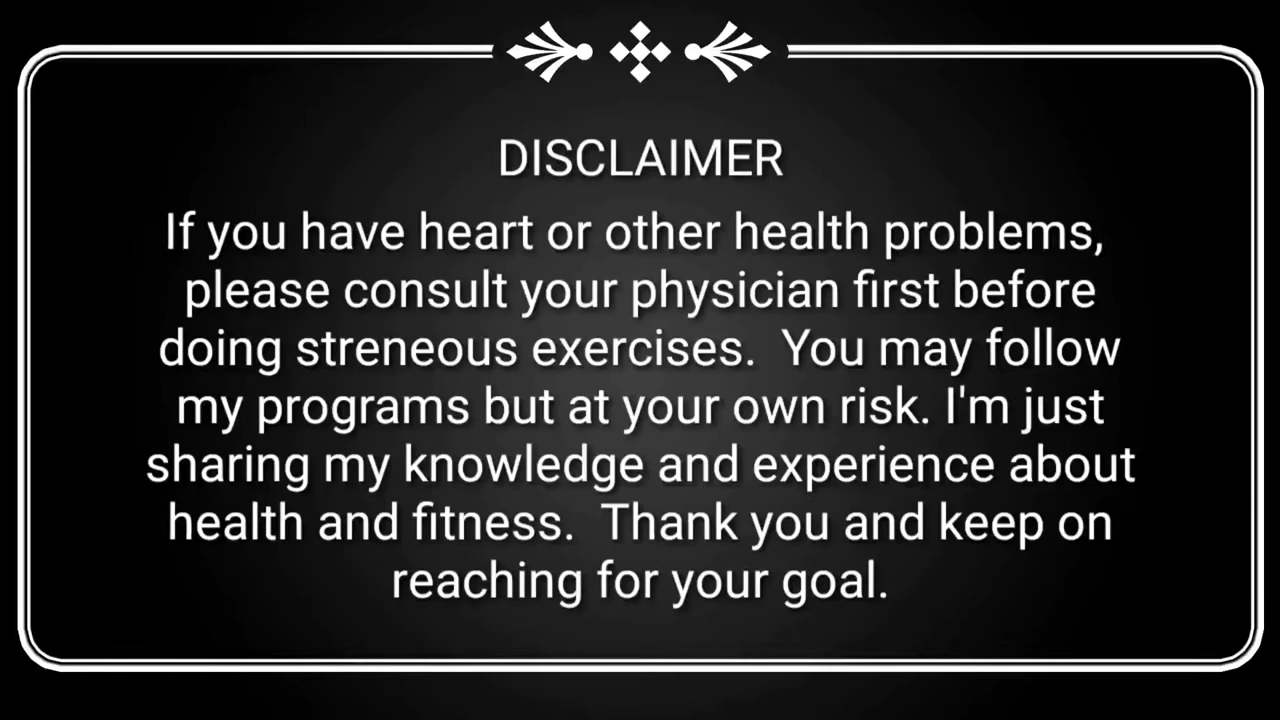 DISCLAIMER
If you have heart or other health problems,
please consult your physician first before
doing streneous exercises.  You may follow
my programs but at your own risk. I'm just
sharing my knowledge and experience about
health and fitness.  Thank you and keep on
reaching for your goal.